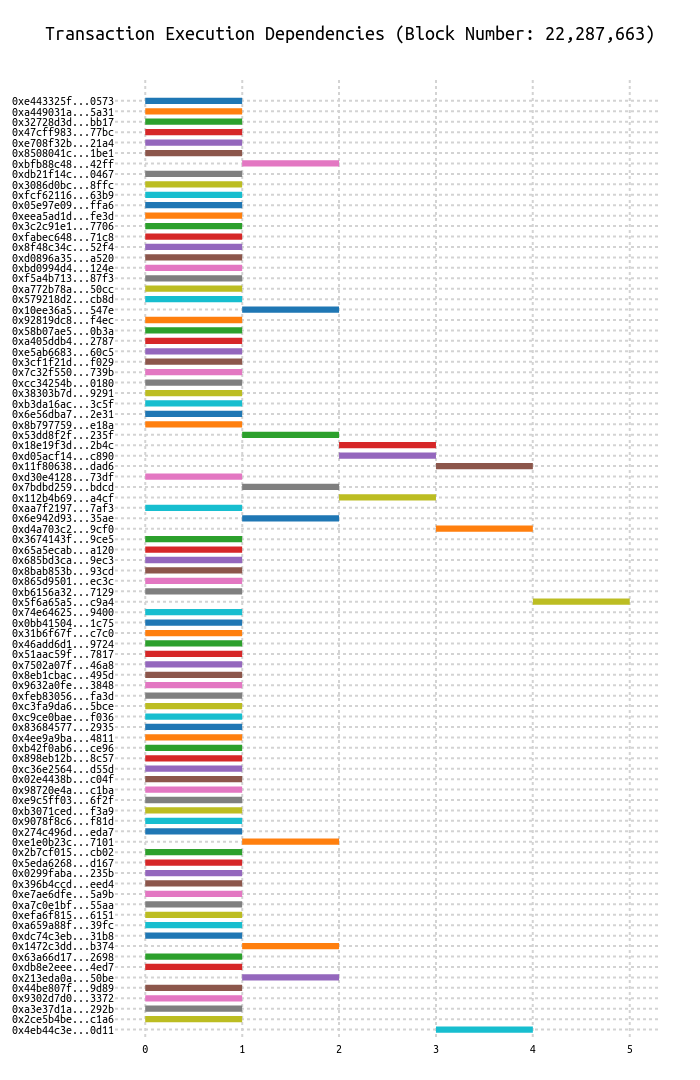 Transaction Execution Dependencies (Block Number: 22,287,663)
0xe443325f...0573
0xa449031a...5a31
0x32728d3d...bb17
0x47cff983...77bc
0xe708f32b...21a4
0x8508041c...1be1
0xbfb88c48...42ff
0xdb21f14c...0467
0x3086d0bc...8ffc
0xfcf62116...63b9
0x05e97e09...ffa6
0xeea5ad1d...fe3d
0x3c2c91e1...7706
0xfabec648...71c8
0x8f48c34c...52f4
0xd0896a35...a520
0xbd0994d4...124e
0xf5a4b713...87f3
0xa772b78a...50cc
0x579218d2...cb8d
0x10ee36a5...547e
0x92819dc8...f4ec
0x58b07ae5...0b3a
0xa405ddb4...2787
0xe5ab6683...60c5
0x3cf1f21d...f029
0x7c32f550...739b
0xcc34254b...0180
0x38303b7d...9291
0xb3da16ac...3c5f
0x6e56dba7...2e31
0x8b797759...e18a
0x53dd8f2f...235f
0x18e19f3d...2b4c
0xd05acf14...c890
0x11f80638...dad6
0xd30e4128...73df
0x7bdbd259...bdcd
0x112b4b69...a4cf
0xaa7f2197...7af3
0x6e942d93...35ae
0xd4a703c2...9cf0
0x3674143f...9ce5
0x65a5ecab...a120
0x685bd3ca...9ec3
0x8bab853b...93cd
0x865d9501...ec3c
0xb6156a32...7129
0x5f6a65a5...c9a4
0x74e64625...9400
0x0bb41504...1c75
0x31b6f67f...c7c0
0x46add6d1...9724
0x51aac59f...7817
0x7502a07f...46a8
0x8eb1cbac...495d
0x9632a0fe...3848
0xfeb83056...fa3d
0xc3fa9da6...5bce
0xc9ce0bae...f036
0x83684577...2935
0x4ee9a9ba...4811
0xb42f0ab6...ce96
0x898eb12b...8c57
0xc36e2564...d55d
0x02e4438b...c04f
0x98720e4a...c1ba
0xe9c5ff03...6f2f
0xb3071ced...f3a9
0x9078f8c6...f81d
0x274c496d...eda7
0xe1e0b23c...7101
0x2b7cf015...cb02
0x5eda6268...d167
0x0299faba...235b
0x396b4ccd...eed4
0xe7ae6dfe...5a9b
0xa7c0e1bf...55aa
0xefa6f815...6151
0xa659a88f...39fc
0xdc74c3eb...31b8
0x1472c3dd...b374
0x63a66d17...2698
0xdb8e2eee...4ed7
0x213eda0a...50be
0x44be807f...9d89
0x9302d7d0...3372
0xa3e37d1a...292b
0x2ce5b4be...c1a6
0x4eb44c3e...0d11
0 1 2 3 4 5